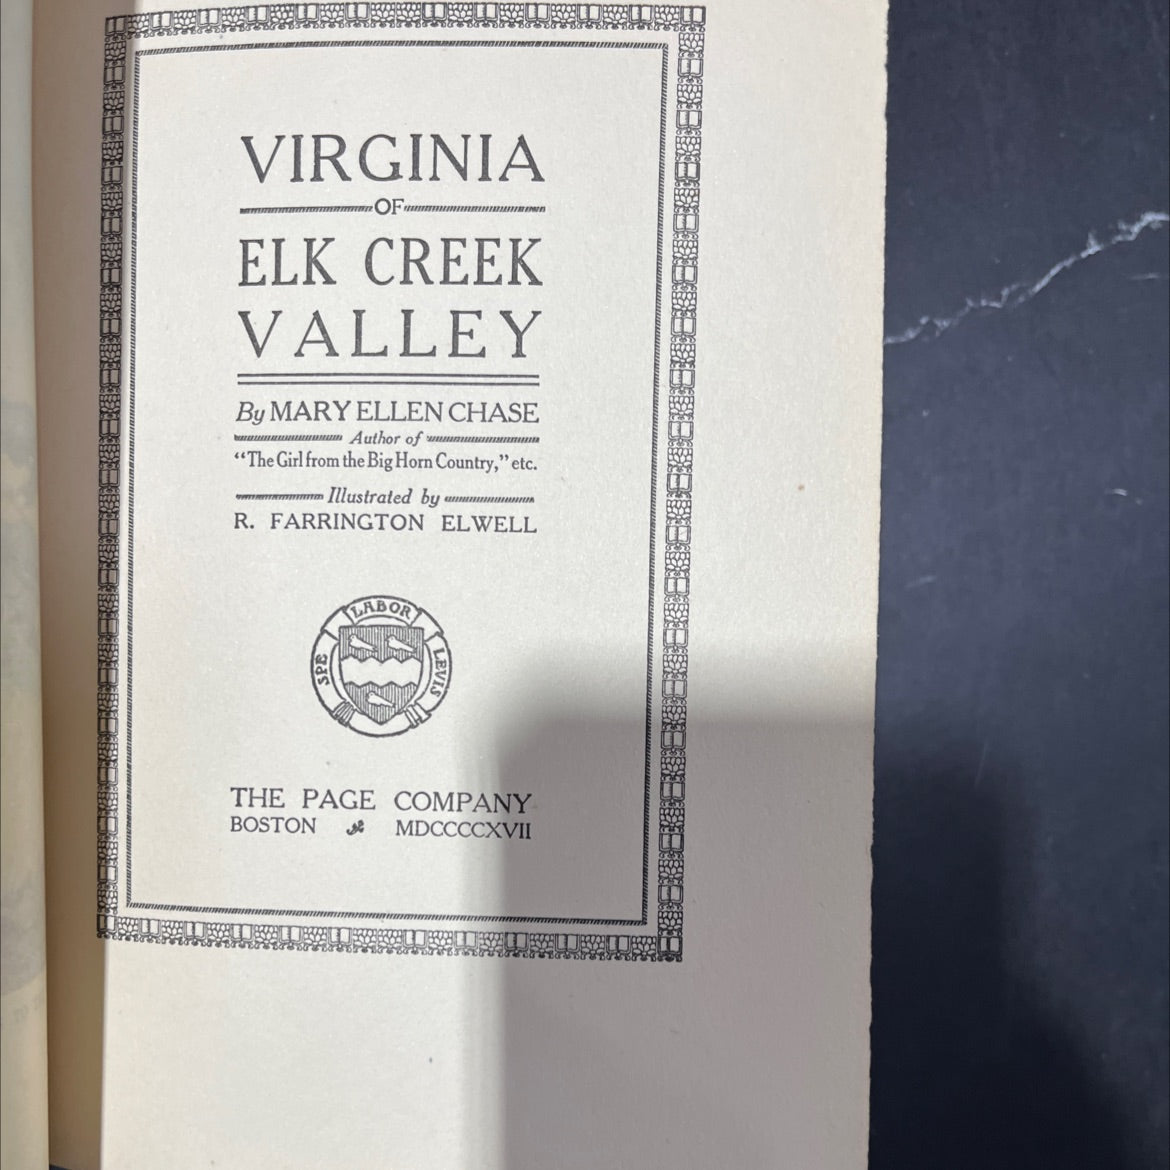 VIRGINIA
OF
ELK CREEK
VALLEY
By MARY ELLEN CHASE
Author of
“The Girl from the Big Horn Country,” etc.
Illustrated by
R. FARRINGTON ELWELL
SPE LABOR LEVIS
THE PAGE COMPANY
BOSTON MDCCCCXVII